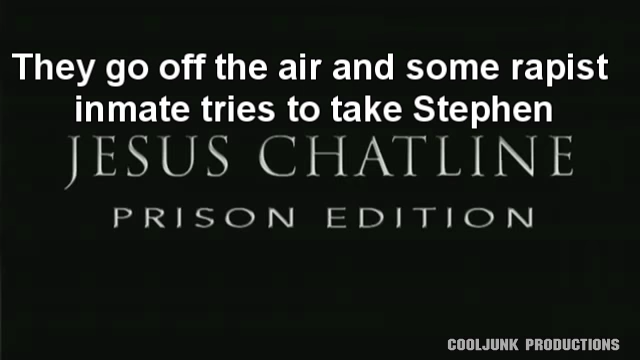 They go off the air and some rapist
inmate tries to take Stephen
JESUS CHATLINE
PRISON EDITION
COOLJUNK PRODUCTIONS